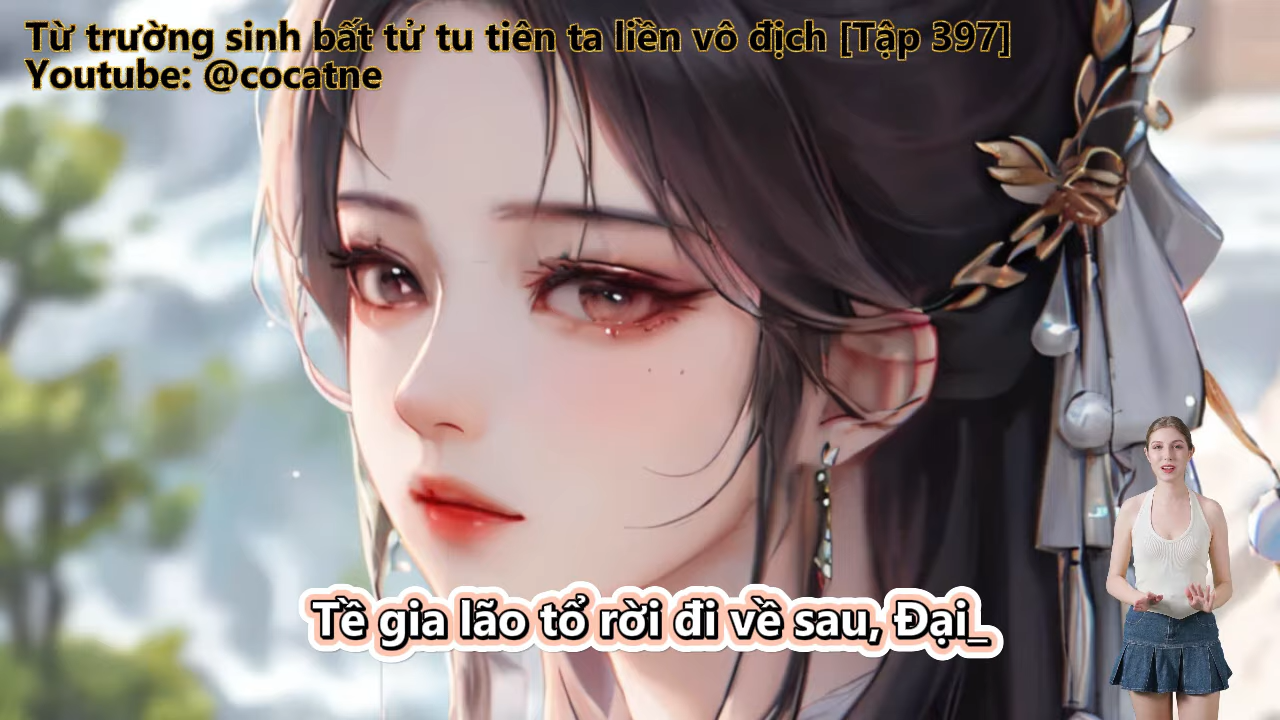 Từ trường sinh bất tử tu tiên ta liền vô địch [Tập 397]
Youtube: @cocatne
Tề gia lão tổ rời đi về sau, Đại_